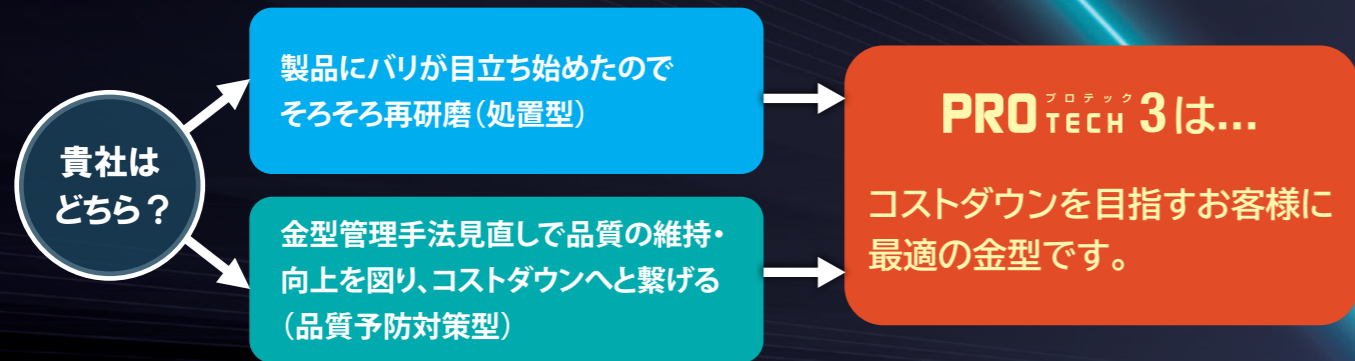 貴社は
どちら？
製品にバリが目立ち始めたので
そろそろ再研磨（処置型）
金型管理手法見直しで品質の維持・
向上を図り、コストダウンへと繋げる
（品質予防対策型）
プロテック
PRO TECH 3は…
コストダウンを目指すお客様に
最適の金型です。